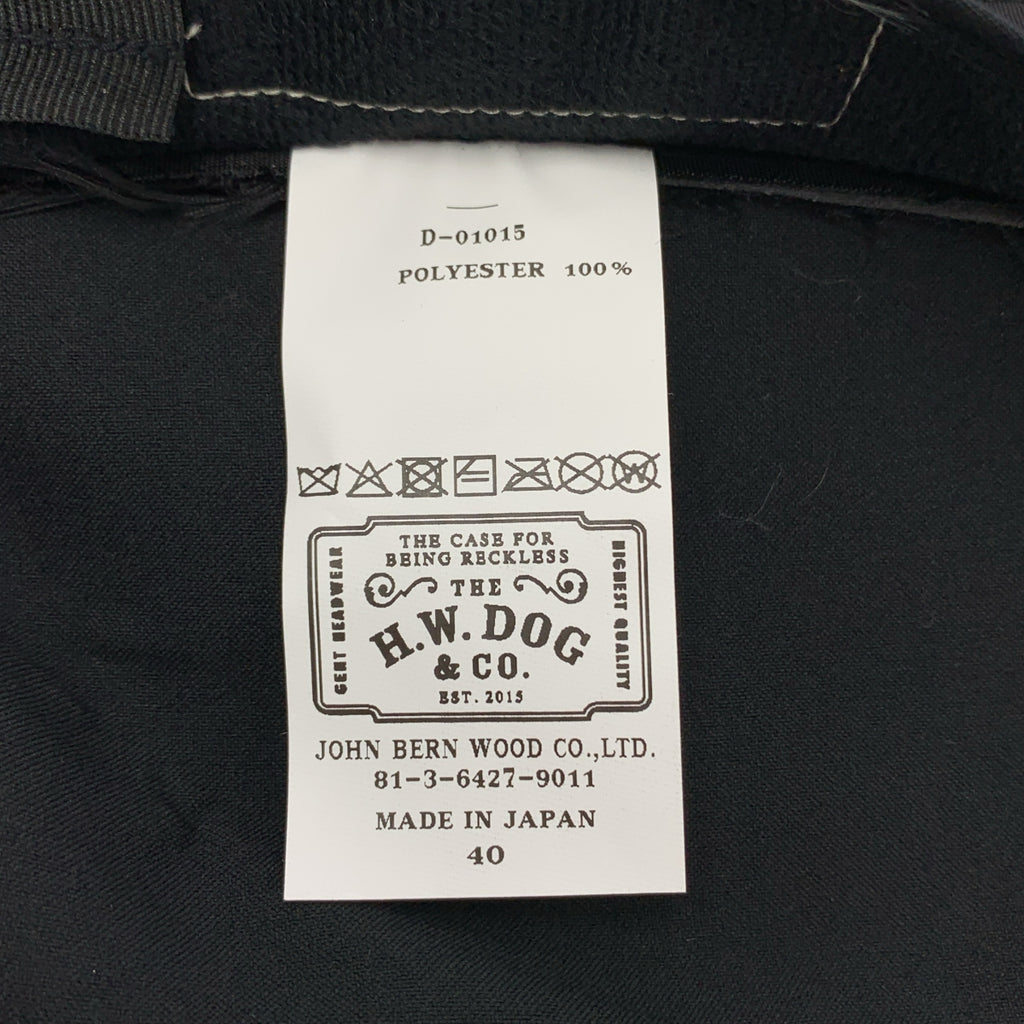 D-01015
POLYESTER 100%
THE CASE FOR
BEING RECKLESS
GENT HEADWEAR
HIGHEST QUALITY
THE
H.W. DOG
& CO.
EST. 2015
JOHN BERN WOOD CO.,LTD.
81-3-6427-9011
MADE IN JAPAN
40